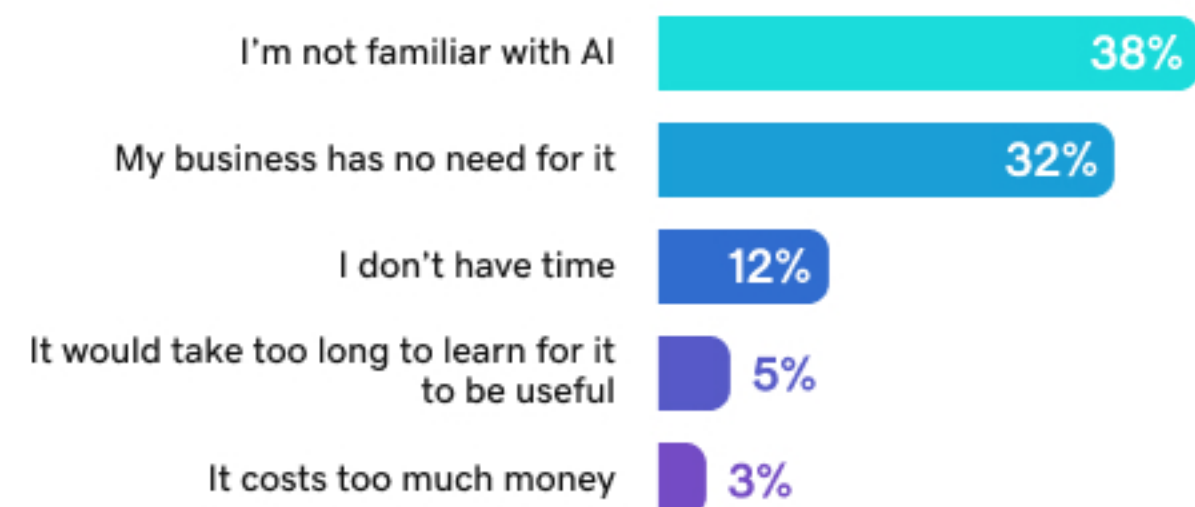 I'm not familiar with AI 38%
My business has no need for it 32%
I don't have time 12%
It would take too long to learn for it
to be useful 5%
It costs too much money 3%